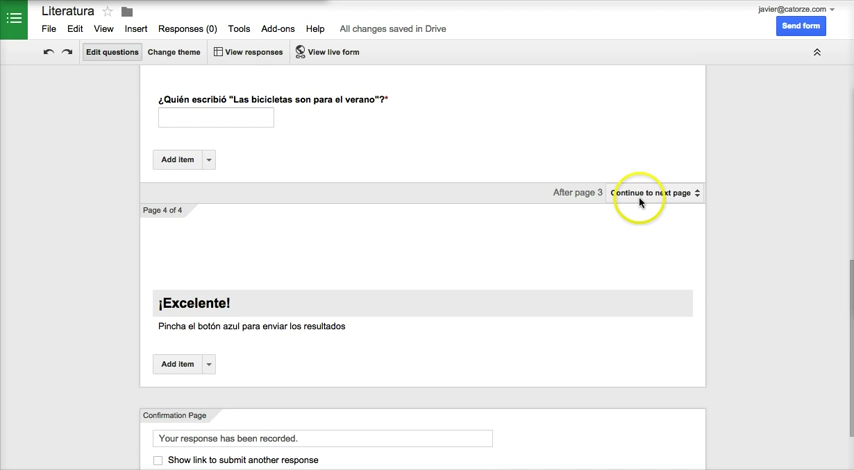 Literatura
javier@catorze.com
File Edit View Insert Responses (0) Tools Add-ons Help All changes saved in Drive
Send form
Edit questions Change theme View responses View live form
¿Quién escribió "Las bicicletas son para el verano"?*
Add item
After page 3 Continue to next page
Page 4 of 4
¡Excelente!
Pincha el botón azul para enviar los resultados
Add item
Confirmation Page
Your response has been recorded.
Show link to submit another response